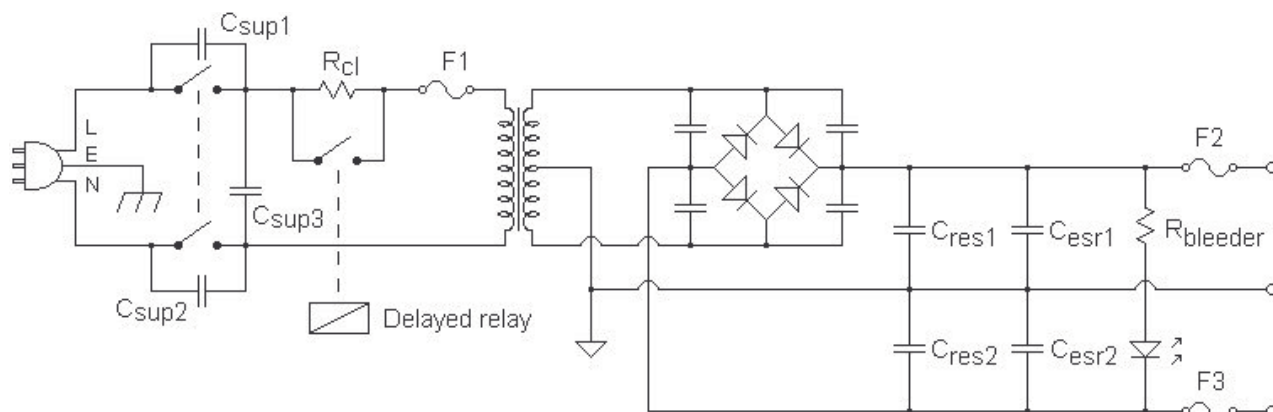 Csup1
Rcl
F1
L
E
N
Csup3
Csup2
Delayed relay
F2
Cres1
Cesr1
Rbleeder
Cres2
Cesr2
F3